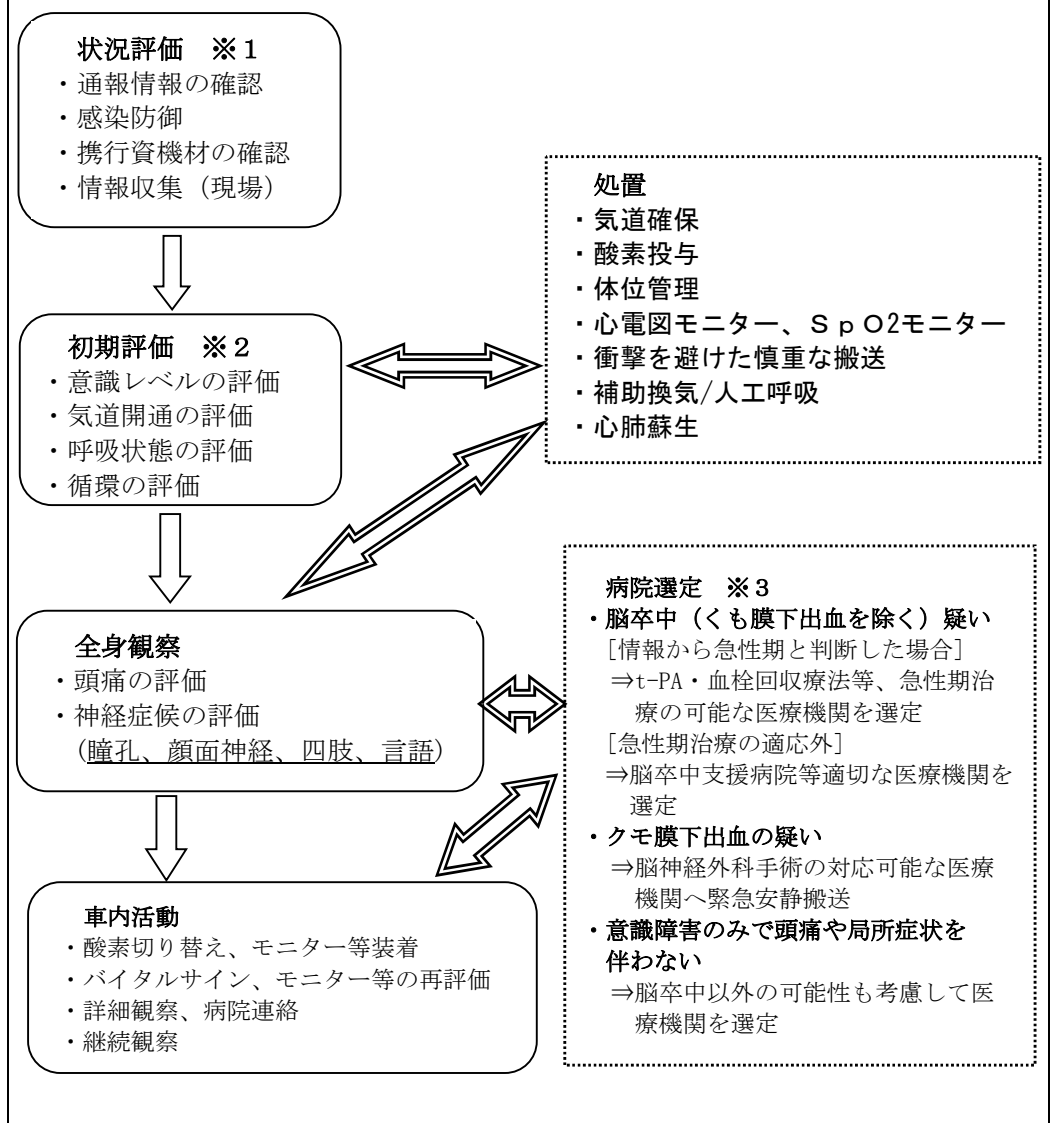 状況評価　※１
・通報情報の確認
・感染防御
・携行資機材の確認
・情報収集（現場）
処置
・気道確保
・酸素投与
・体位管理
・心電図モニター、ＳｐＯ2モニター
・衝撃を避けた慎重な搬送
・補助換気/人工呼吸
・心肺蘇生
初期評価　※２
・意識レベルの評価
・気道開通の評価
・呼吸状態の評価
・循環の評価
全身観察
・頭痛の評価
・神経症候の評価
（瞳孔、顔面神経、四肢、言語）
病院選定　※３
・脳卒中（くも膜下出血を除く）疑い
［情報から急性期と判断した場合］
⇒t-PA・血栓回収療法等、急性期治
療の可能な医療機関を選定
［急性期治療の適応外］
⇒脳卒中支援病院等適切な医療機関を
選定
・クモ膜下出血の疑い
⇒脳神経外科手術の対応可能な医療
機関へ緊急安静搬送
・意識障害のみで頭痛や局所症状を
伴わない
⇒脳卒中以外の可能性も考慮して医
療機関を選定
車内活動
・酸素切り替え、モニター等装着
・バイタルサイン、モニター等の再評価
・詳細観察、病院連絡
・継続観察